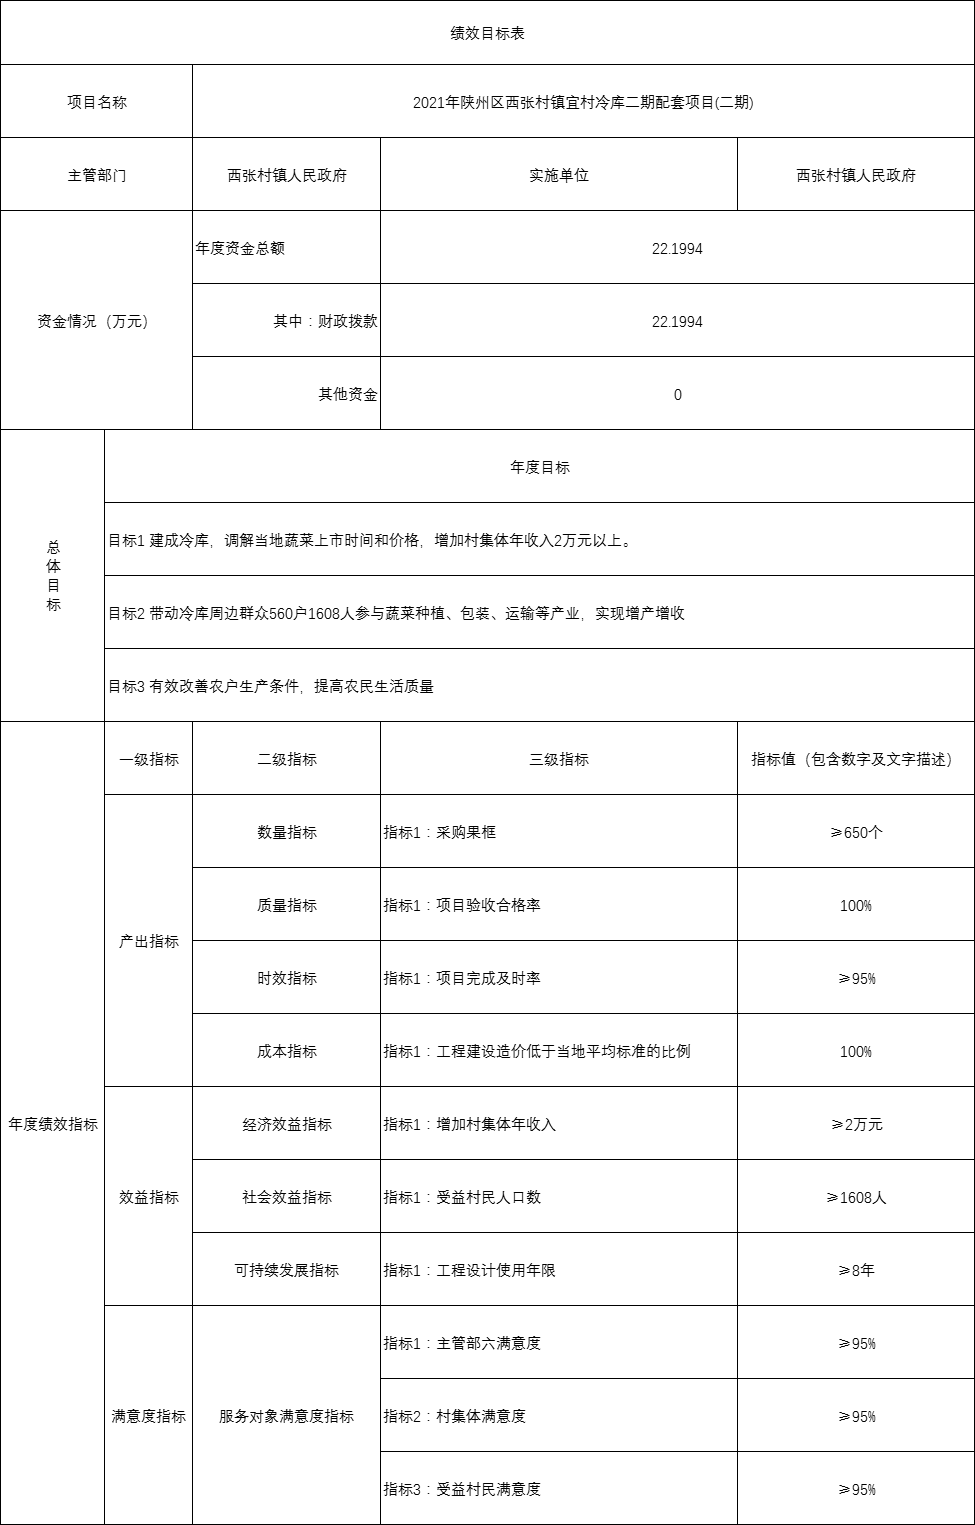 绩效目标表
项目名称 2021年陕州区西张村镇宜村冷库二期配套项目(二期)
主管部门 西张村镇人民政府 实施单位 西张村镇人民政府
资金情况（万元） 年度资金总额 22.1994
其中：财政拨款 22.1994
其他资金 0
总
体
目
标
年度目标
目标1 建成冷库，调解当地蔬菜上市时间和价格，增加村集体年收入2万元以上。
目标2 带动冷库周边群众560户1608人参与蔬菜种植、包装、运输等产业，实现增产增收
目标3 有效改善农户生产条件，提高农民生活质量
年度绩效指标
一级指标 二级指标 三级指标 指标值（包含数字及文字描述）
产出指标
数量指标 指标1：采购果框 ≥650个
质量指标 指标1：项目验收合格率 100%
时效指标 指标1：项目完成及时率 ≥95%
成本指标 指标1：工程建设造价低于当地平均标准的比例 100%
效益指标
经济效益指标 指标1：增加村集体年收入 ≥2万元
社会效益指标 指标1：受益村民人口数 ≥1608人
可持续发展指标 指标1：工程设计使用年限 ≥8年
满意度指标 服务对象满意度指标
指标1：主管部六满意度 ≥95%
指标2：村集体满意度 ≥95%
指标3：受益村民满意度 ≥95%